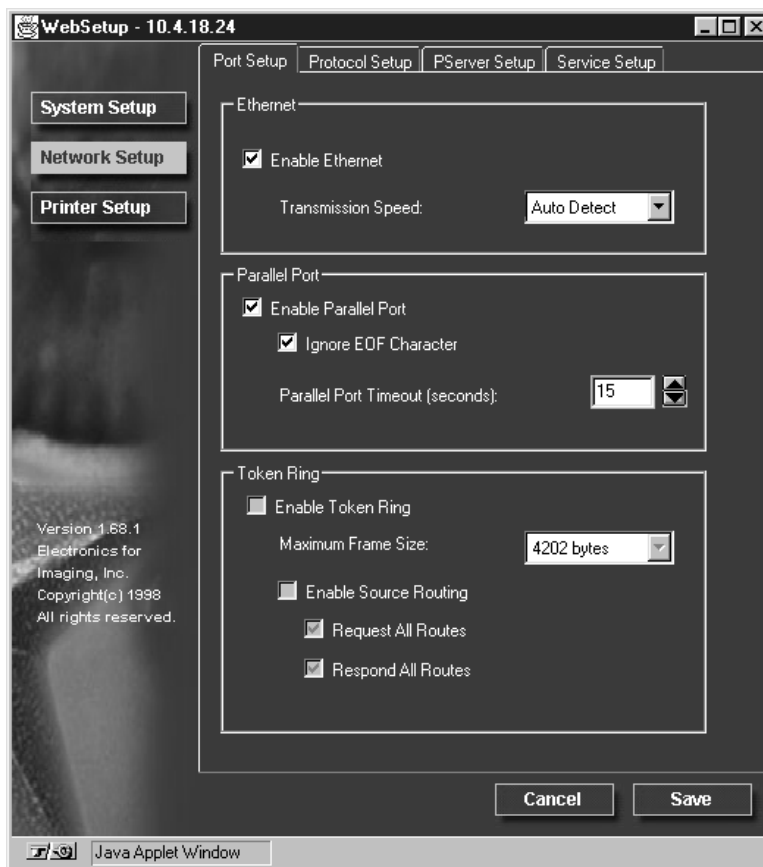 WebSetup - 10.4.18.24
Port Setup
Protocol Setup
PServer Setup
Service Setup
System Setup
Network Setup
Printer Setup
Ethernet
Enable Ethernet
Transmission Speed:
Auto Detect
Parallel Port
Enable Parallel Port
Ignore EOF Character
Parallel Port Timeout (seconds):
15
Token Ring
Enable Token Ring
Maximum Frame Size:
4202 bytes
Enable Source Routing
Request All Routes
Respond All Routes
Version 1.68.1
Electronics for
Imaging, Inc.
Copyright(c) 1998
All rights reserved.
Cancel
Save
Java Applet Window